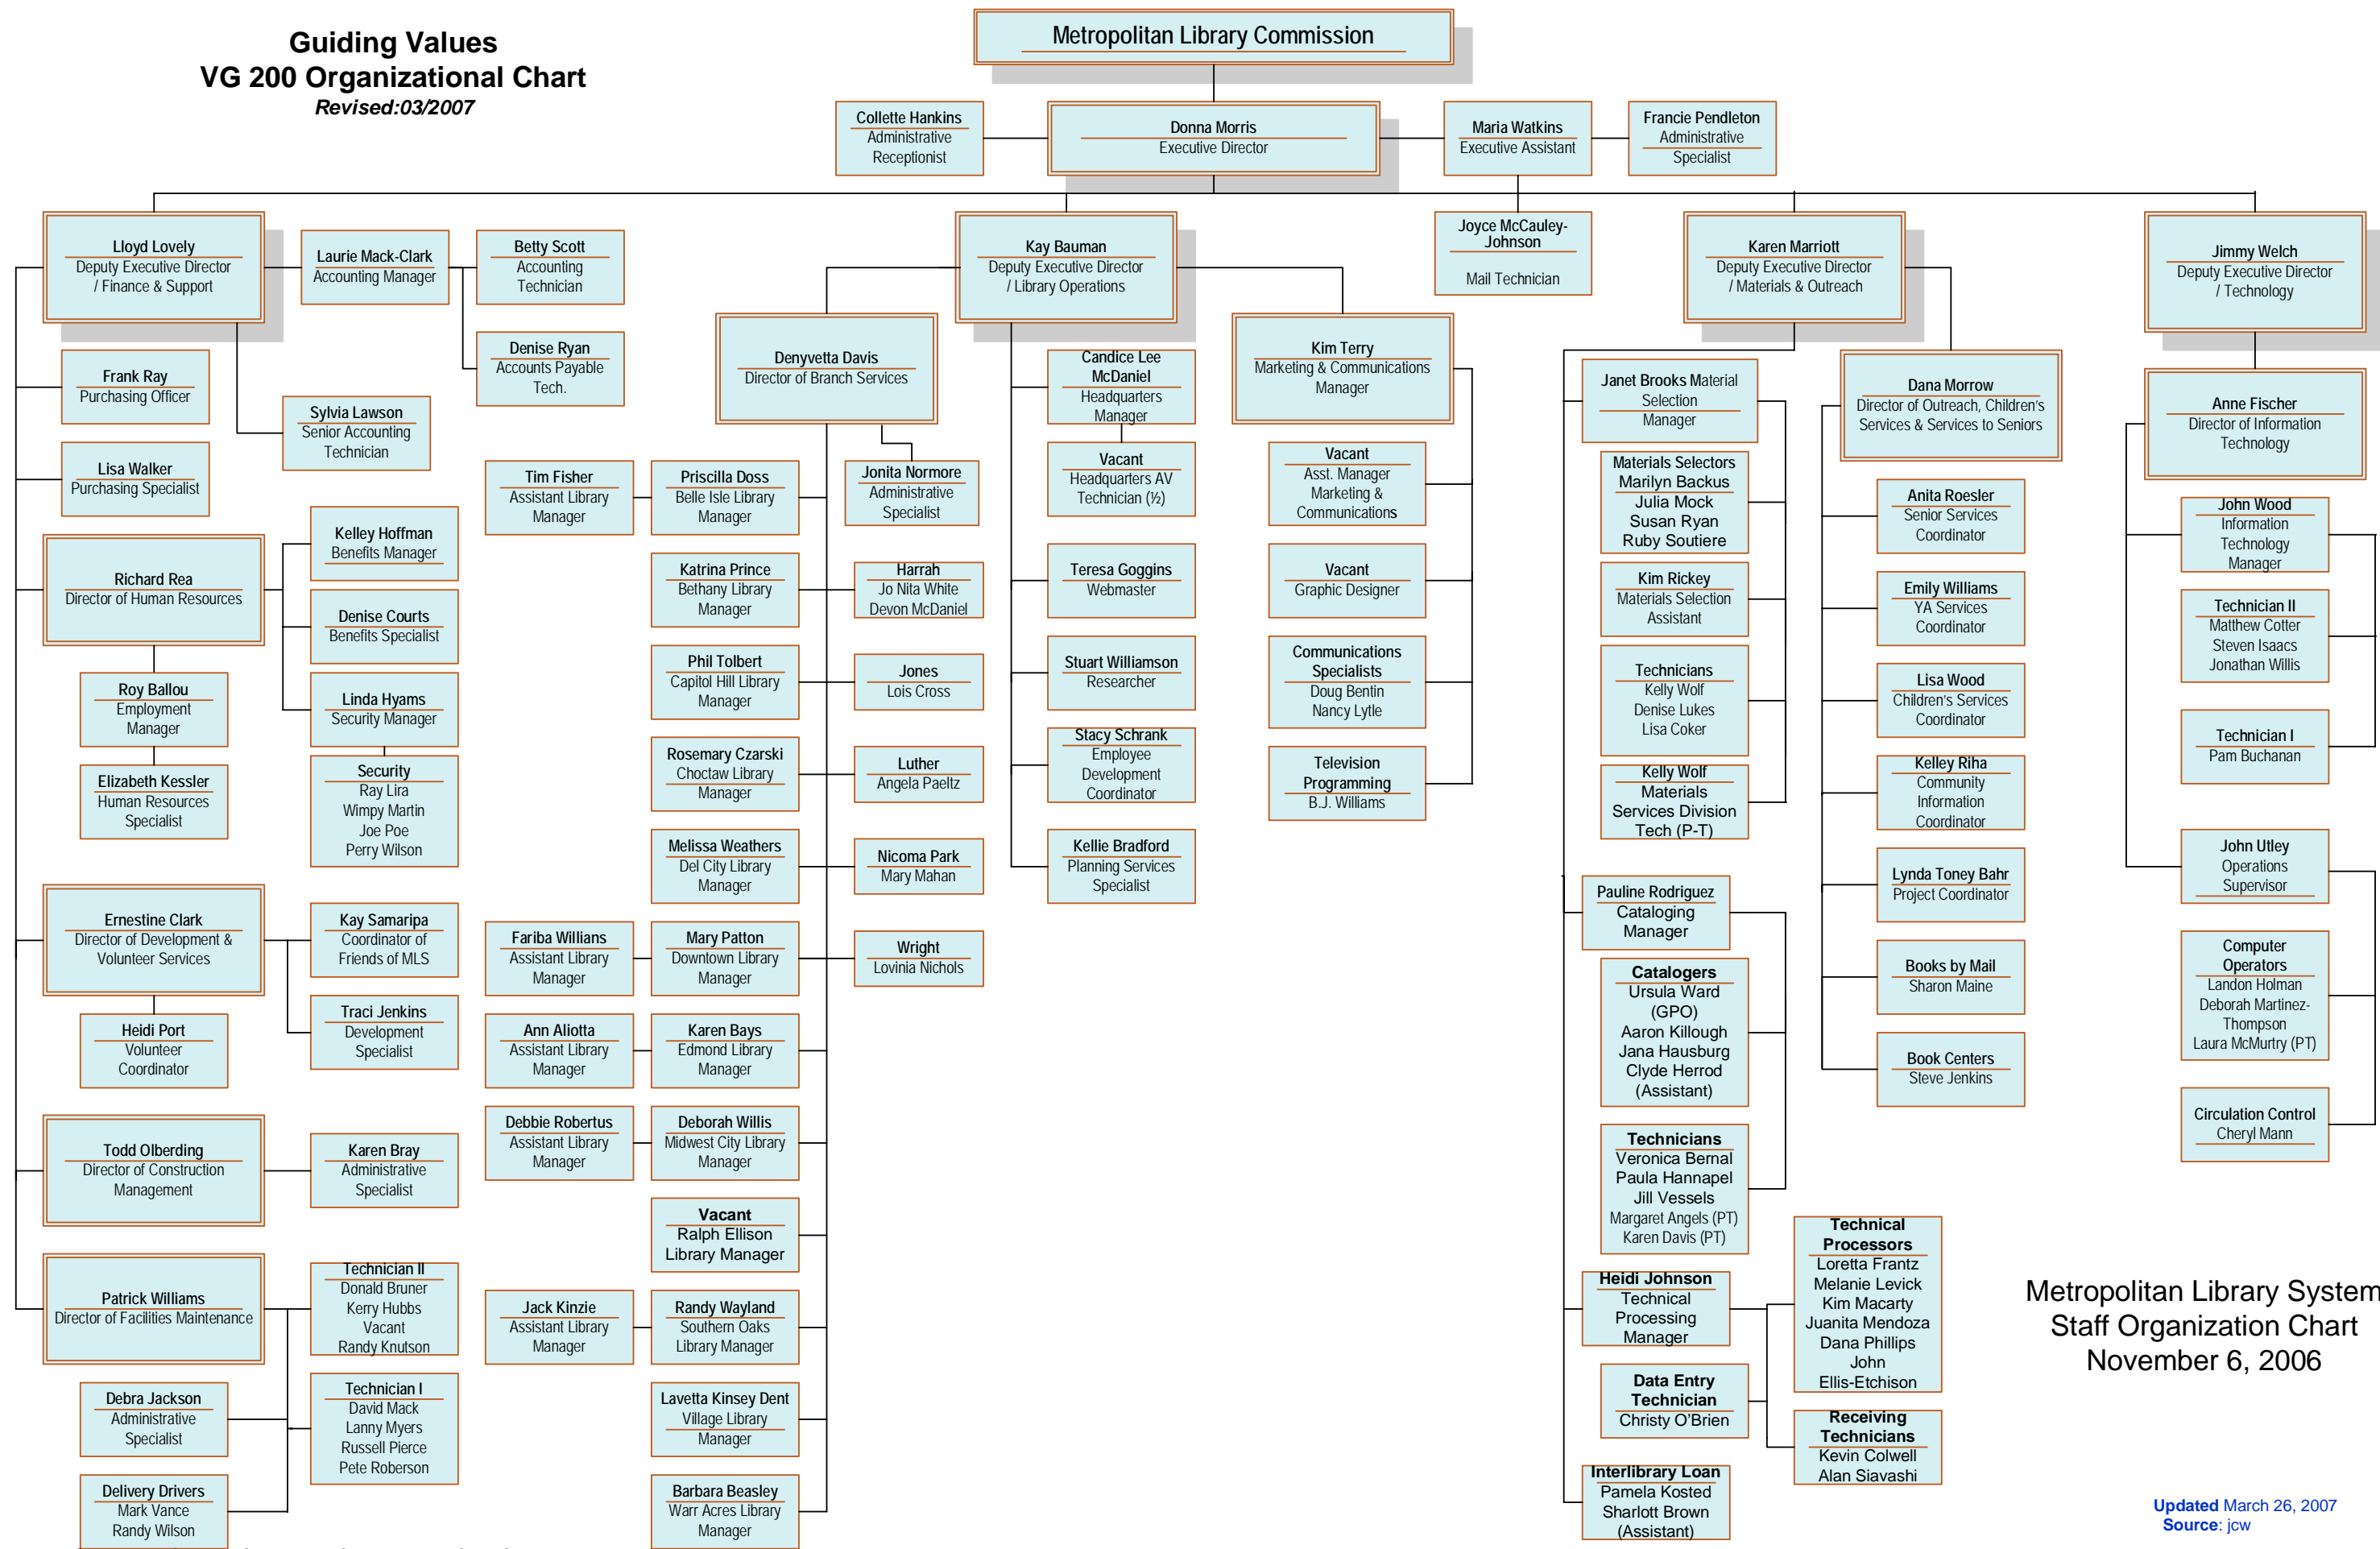 Guiding Values
VG 200 Organizational Chart
Revised:03/2007
Metropolitan Library Commission
Collette Hankins
Administrative
Receptionist
Donna Morris
Executive Director
Maria Watkins
Executive Assistant
Francie Pendleton
Administrative
Specialist
Lloyd Lovely
Deputy Executive Director
/ Finance & Support
Laurie Mack-Clark
Accounting Manager
Betty Scott
Accounting
Technician
Denise Ryan
Accounts Payable
Tech.
Frank Ray
Purchasing Officer
Sylvia Lawson
Senior Accounting
Technician
Lisa Walker
Purchasing Specialist
Richard Rea
Director of Human Resources
Kelley Hoffman
Benefits Manager
Denise Courts
Benefits Specialist
Linda Hyams
Security Manager
Security
Ray Lira
Wimpy Martin
Joe Poe
Perry Wilson
Roy Ballou
Employment
Manager
Elizabeth Kessler
Human Resources
Specialist
Ernestine Clark
Director of Development &
Volunteer Services
Kay Samaripa
Coordinator of
Friends of MLS
Traci Jenkins
Development
Specialist
Heidi Port
Volunteer
Coordinator
Todd Olberding
Director of Construction
Management
Karen Bray
Administrative
Specialist
Patrick Williams
Director of Facilities Maintenance
Technician II
Donald Bruner
Kerry Hubbs
Vacant
Randy Knutson
Technician I
David Mack
Lanny Myers
Russell Pierce
Pete Roberson
Debra Jackson
Administrative
Specialist
Delivery Drivers
Mark Vance
Randy Wilson
Kay Bauman
Deputy Executive Director
/ Library Operations
Denyvetta Davis
Director of Branch Services
Jonita Normore
Administrative
Specialist
Tim Fisher
Assistant Library
Manager
Priscilla Doss
Belle Isle Library
Manager
Katrina Prince
Bethany Library
Manager
Harrah
Jo Nita White
Devon McDaniel
Phil Tolbert
Capitol Hill Library
Manager
Jones
Lois Cross
Rosemary Czarski
Choctaw Library
Manager
Luther
Angela Paeltz
Melissa Weathers
Del City Library
Manager
Nicoma Park
Mary Mahan
Fariba Willians
Assistant Library
Manager
Mary Patton
Downtown Library
Manager
Wright
Lovinia Nichols
Ann Aliotta
Assistant Library
Manager
Karen Bays
Edmond Library
Manager
Debbie Robertus
Assistant Library
Manager
Deborah Willis
Midwest City Library
Manager
Vacant
Ralph Ellison
Library Manager
Jack Kinzie
Assistant Library
Manager
Randy Wayland
Southern Oaks
Library Manager
Lavetta Kinsey Dent
Village Library
Manager
Barbara Beasley
Warr Acres Library
Manager
Candice Lee
McDaniel
Headquarters
Manager
Vacant
Headquarters AV
Technician (½)
Teresa Goggins
Webmaster
Stuart Williamson
Researcher
Stacy Schrank
Employee
Development
Coordinator
Kellie Bradford
Planning Services
Specialist
Kim Terry
Marketing & Communications
Manager
Vacant
Asst. Manager
Marketing &
Communications
Vacant
Graphic Designer
Communications
Specialists
Doug Bentin
Nancy Lytle
Television
Programming
B.J. Williams
Joyce McCauley-
Johnson
Mail Technician
Karen Marriott
Deputy Executive Director
/ Materials & Outreach
Janet Brooks Material
Selection
Manager
Materials Selectors
Marilyn Backus
Julia Mock
Susan Ryan
Ruby Soutiere
Kim Rickey
Materials Selection
Assistant
Technicians
Kelly Wolf
Denise Lukes
Lisa Coker
Kelly Wolf
Materials
Services Division
Tech (P-T)
Pauline Rodriguez
Cataloging
Manager
Catalogers
Ursula Ward
(GPO)
Aaron Killough
Jana Hausburg
Clyde Herrod
(Assistant)
Technicians
Veronica Bernal
Paula Hannapel
Jill Vessels
Margaret Angels (PT)
Karen Davis (PT)
Heidi Johnson
Technical
Processing
Manager
Data Entry
Technician
Christy O'Brien
Technical
Processors
Loretta Frantz
Melanie Levick
Kim Macarty
Juanita Mendoza
Dana Phillips
John
Ellis-Etchison
Receiving
Technicians
Kevin Colwell
Alan Siavashi
Interlibrary Loan
Pamela Kosted
Sharlott Brown
(Assistant)
Dana Morrow
Director of Outreach, Children's
Services & Services to Seniors
Anita Roesler
Senior Services
Coordinator
Emily Williams
YA Services
Coordinator
Lisa Wood
Children's Services
Coordinator
Kelley Riha
Community
Information
Coordinator
Lynda Toney Bahr
Project Coordinator
Books by Mail
Sharon Maine
Book Centers
Steve Jenkins
Jimmy Welch
Deputy Executive Director
/ Technology
Anne Fischer
Director of Information
Technology
John Wood
Information
Technology
Manager
Technician II
Matthew Cotter
Steven Isaacs
Jonathan Willis
Technician I
Pam Buchanan
John Utley
Operations
Supervisor
Computer
Operators
Landon Holman
Deborah Martinez-
Thompson
Laura McMurtry (PT)
Circulation Control
Cheryl Mann
Metropolitan Library System
Staff Organization Chart
November 6, 2006
Updated March 26, 2007
Source: jcw